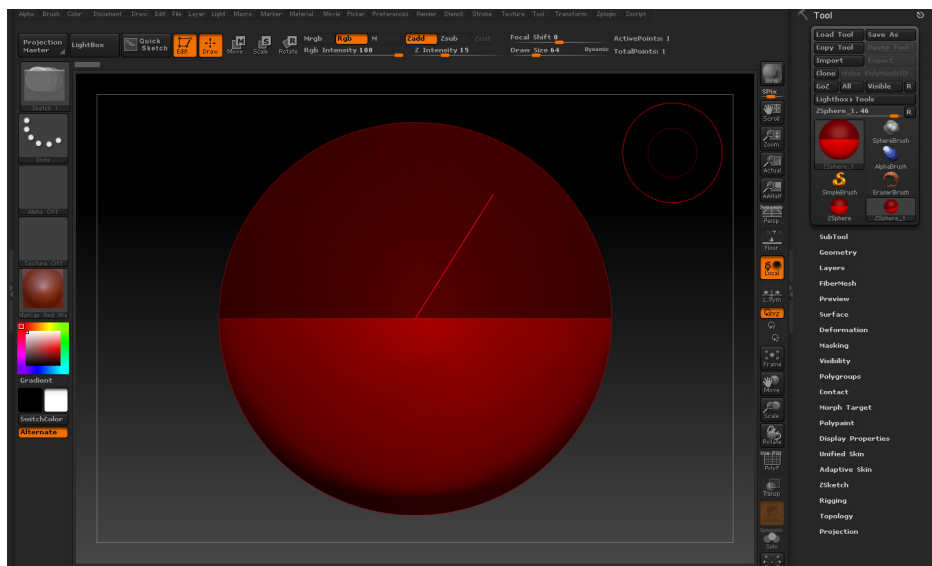 Alpha Brush Color Document Draw Edit File Layer Light Macro Marker Material Movie Picker Preferences Render Stencil Stroke Texture Tool Transform Zplugin Zscript
Projection Master
LightBox
Quick Sketch
Edit
Draw
Move
Scale
Rotate
Mrgb Rgb M
Rgb Intensity 100
Zadd Zsub Zcut
Z Intensity 15
Focal Shift 0
Draw Size 64
Dynamic
ActivePoints: 1
TotalPoints: 1
Sketch 1
Dots
Alpha Off
Texture Off
MatCap Red Wa
Gradient
SwitchColor
Alternate
SPix
Scroll
Zoom
Actual
AAHalf
Persp
Floor
Local
L.Sym
XYZ
Frame
Move
Scale
Rotate
PolyF
Transp
Dynamic
Solo
Tool
Load Tool Save As
Copy Tool Paste Tool
Import Export
Clone Make PolyMesh3D
GoZ All Visible R
Lightbox▸Tools
ZSphere_1. 46 R
ZSphere_1
SphereBrush
AlphaBrush
SimpleBrush
EraserBrush
ZSphere
ZSphere_1
SubTool
Geometry
Layers
FiberMesh
Preview
Surface
Deformation
Masking
Visibility
Polygroups
Contact
Morph Target
Polypaint
Display Properties
Unified Skin
Adaptive Skin
ZSketch
Rigging
Topology
Projection